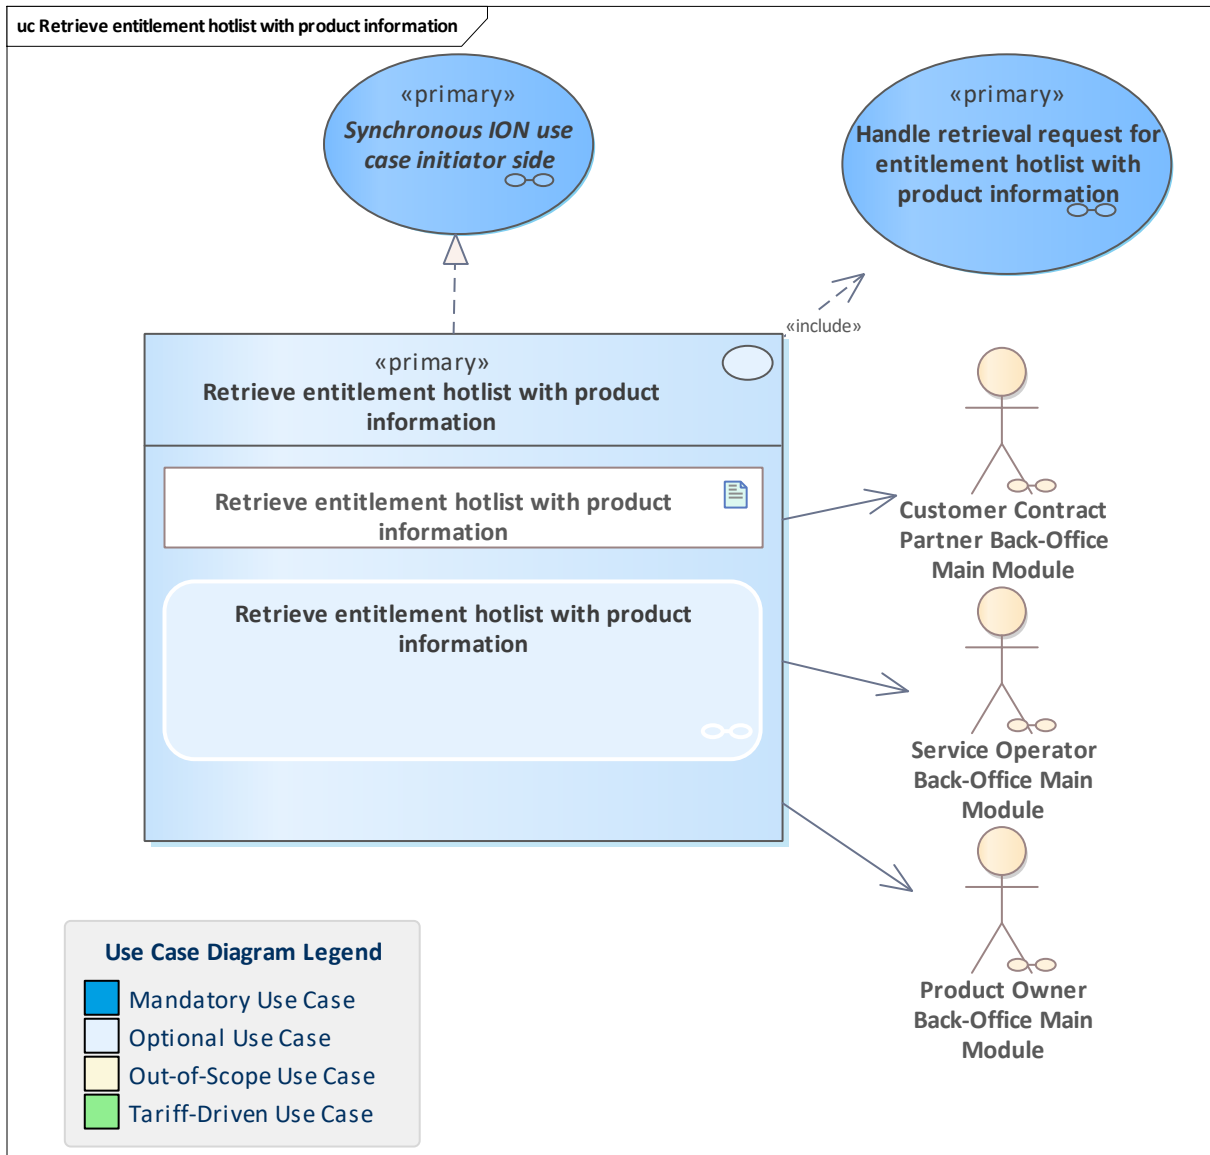 uc Retrieve entitlement hotlist with product information
«primary»
Synchronous ION use
case initiator side
«primary»
Handle retrieval request for
entitlement hotlist with
product information
«include»
«primary»
Retrieve entitlement hotlist with product
information
Retrieve entitlement hotlist with product
information
Retrieve entitlement hotlist with product
information
Customer Contract
Partner Back-Office
Main Module
Service Operator
Back-Office Main
Module
Product Owner
Back-Office Main
Module
Use Case Diagram Legend
Mandatory Use Case
Optional Use Case
Out-of-Scope Use Case
Tariff-Driven Use Case